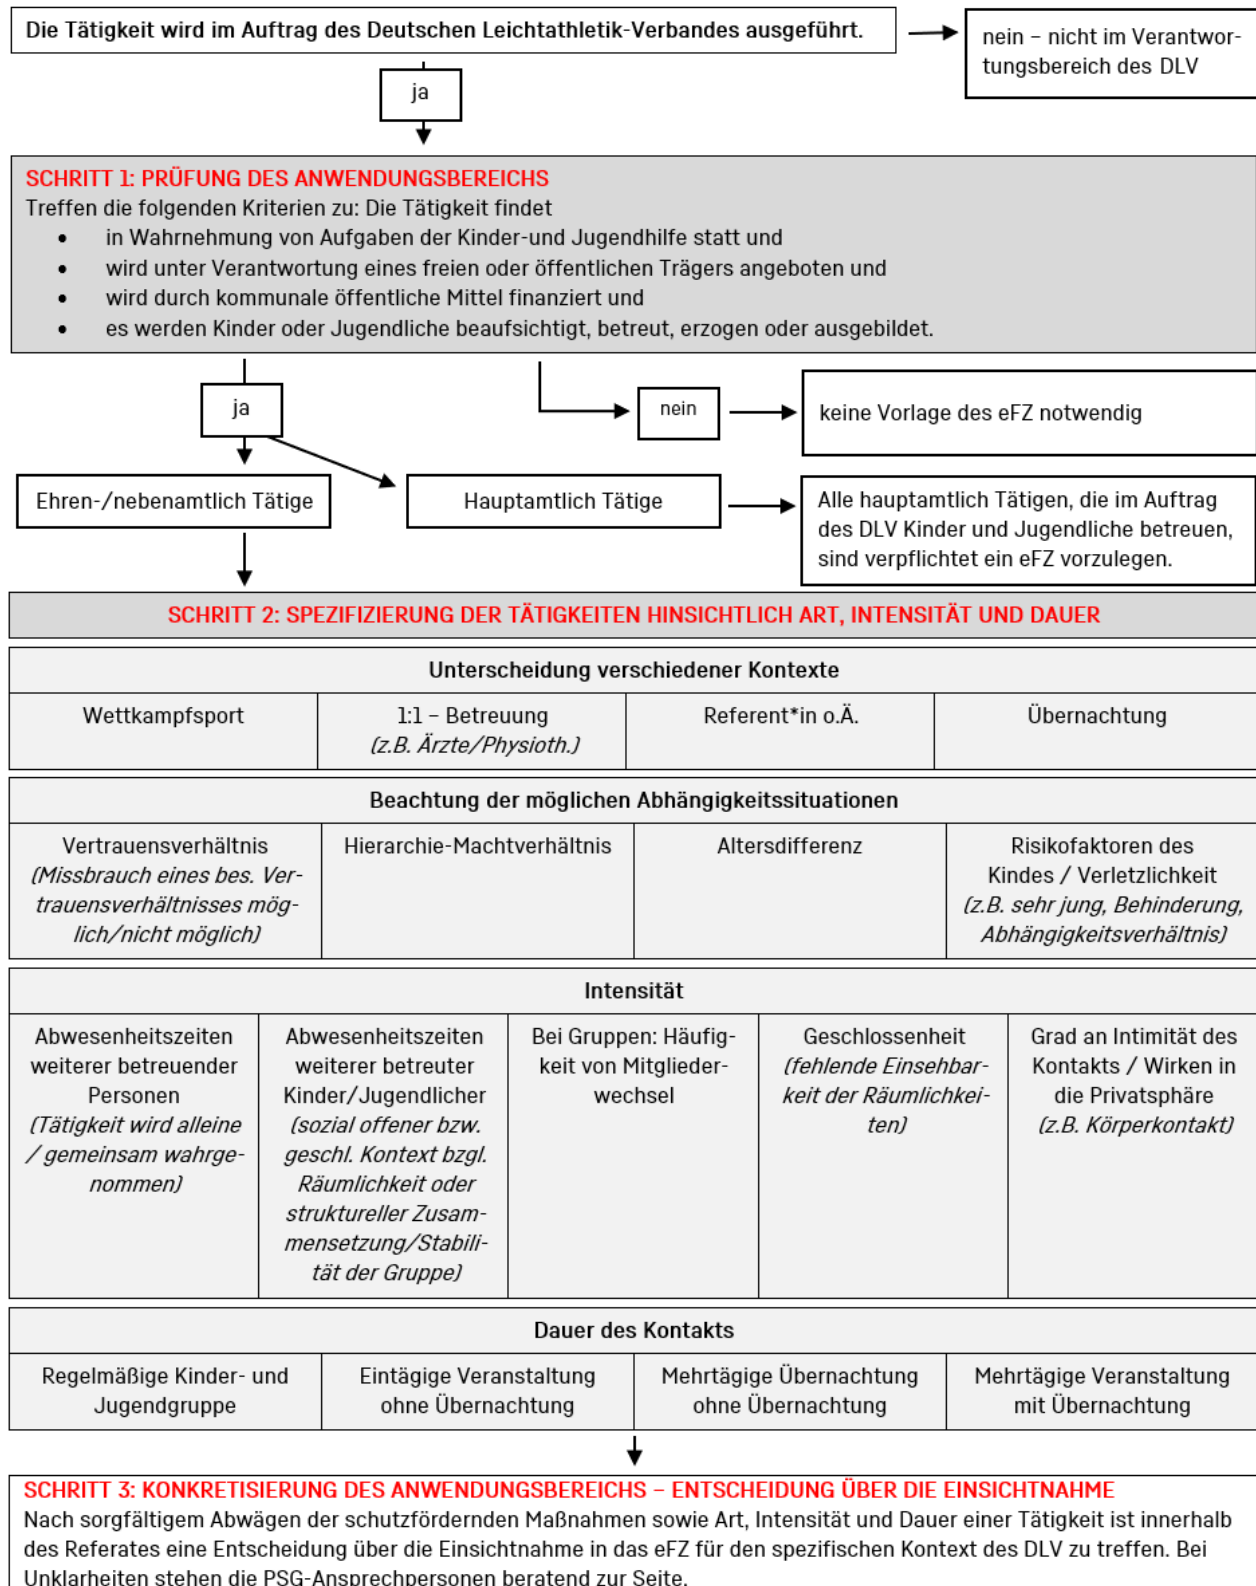 Die Tätigkeit wird im Auftrag des Deutschen Leichtathletik-Verbandes ausgeführt.
nein – nicht im Verantwor-
tungsbereich des DLV
ja
SCHRITT 1: PRÜFUNG DES ANWENDUNGSBEREICHS
Treffen die folgenden Kriterien zu: Die Tätigkeit findet
• in Wahrnehmung von Aufgaben der Kinder-und Jugendhilfe statt und
• wird unter Verantwortung eines freien oder öffentlichen Trägers angeboten und
• wird durch kommunale öffentliche Mittel finanziert und
• es werden Kinder oder Jugendliche beaufsichtigt, betreut, erzogen oder ausgebildet.
ja
nein
keine Vorlage des eFZ notwendig
Ehren-/nebenamtlich Tätige
Hauptamtlich Tätige
Alle hauptamtlich Tätigen, die im Auftrag
des DLV Kinder und Jugendliche betreuen,
sind verpflichtet ein eFZ vorzulegen.
SCHRITT 2: SPEZIFIZIERUNG DER TÄTIGKEITEN HINSICHTLICH ART, INTENSITÄT UND DAUER
Unterscheidung verschiedener Kontexte
Wettkampfsport
1:1 – Betreuung
(z.B. Ärzte/Physioth.)
Referent*in o.Ä.
Übernachtung
Beachtung der möglichen Abhängigkeitssituationen
Vertrauensverhältnis
(Missbrauch eines bes. Ver-
trauensverhältnisses mög-
lich/nicht möglich)
Hierarchie-Machtverhältnis
Altersdifferenz
Risikofaktoren des
Kindes / Verletzlichkeit
(z.B. sehr jung, Behinderung,
Abhängigkeitsverhältnis)
Intensität
Abwesenheitszeiten
weiterer betreuender
Personen
(Tätigkeit wird alleine
/ gemeinsam wahrge-
nommen)
Abwesenheitszeiten
weiterer betreuter
Kinder/Jugendlicher
(sozial offener bzw.
geschl. Kontext bzgl.
Räumlichkeit oder
struktureller Zusam-
mensetzung/Stabili-
tät der Gruppe)
Bei Gruppen: Häufig-
keit von Mitglieder-
wechsel
Geschlossenheit
(fehlende Einsehbar-
keit der Räumlichkei-
ten)
Grad an Intimität des
Kontakts / Wirken in
die Privatsphäre
(z.B. Körperkontakt)
Dauer des Kontakts
Regelmäßige Kinder- und
Jugendgruppe
Eintägige Veranstaltung
ohne Übernachtung
Mehrtägige Übernachtung
ohne Übernachtung
Mehrtägige Veranstaltung
mit Übernachtung
SCHRITT 3: KONKRETISIERUNG DES ANWENDUNGSBEREICHS – ENTSCHEIDUNG ÜBER DIE EINSICHTNAHME
Nach sorgfältigem Abwägen der schutzfördernden Maßnahmen sowie Art, Intensität und Dauer einer Tätigkeit ist innerhalb
des Referates eine Entscheidung über die Einsichtnahme in das eFZ für den spezifischen Kontext des DLV zu treffen. Bei
Unklarheiten stehen die PSG-Ansprechpersonen beratend zur Seite.